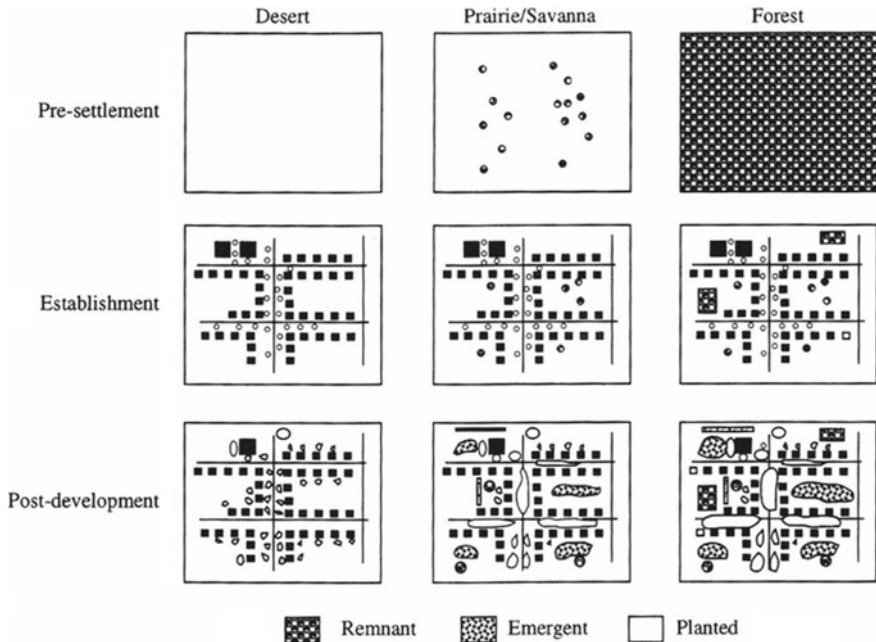 Desert Prairie/Savanna Forest
Pre-settlement
Establishment
Post-development
Remnant Emergent Planted